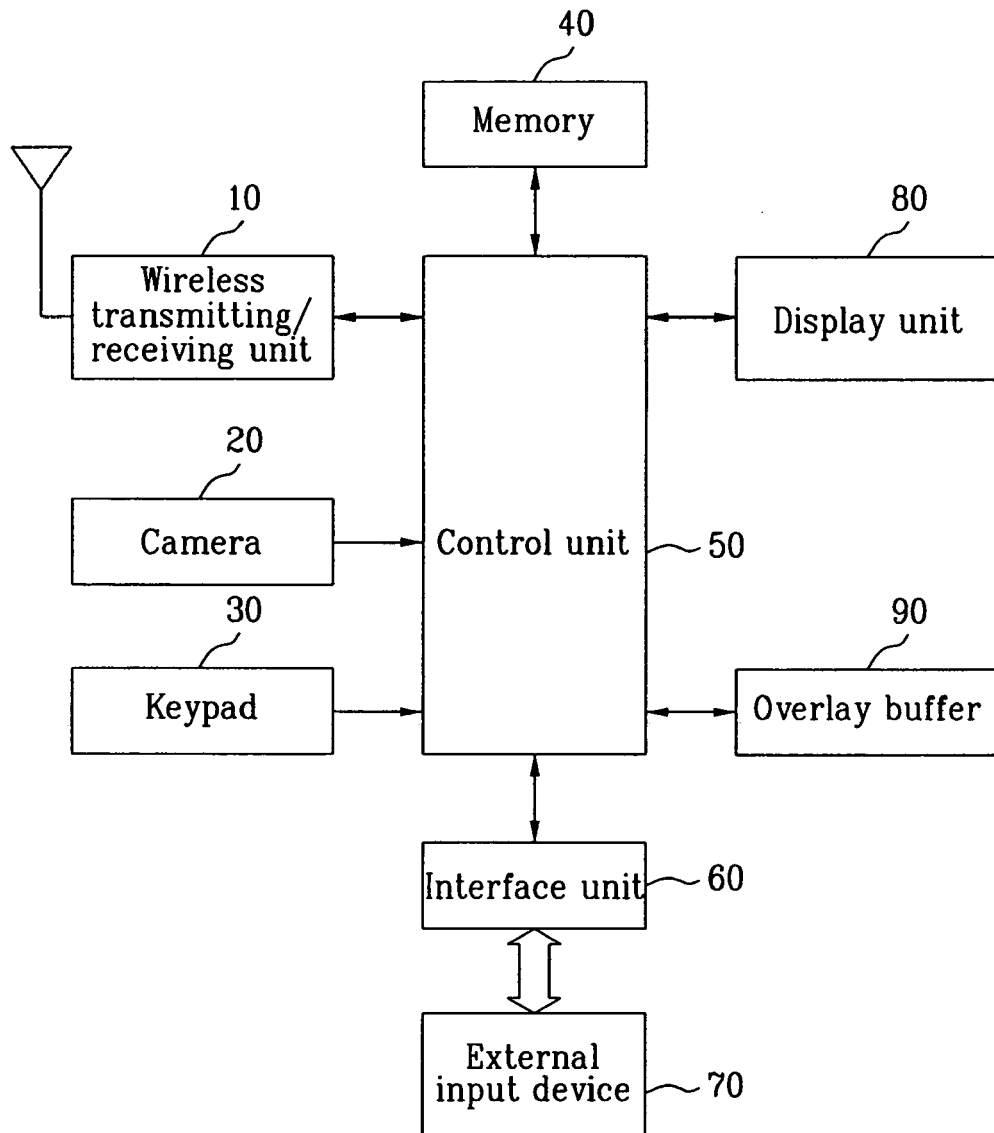 40
Memory
10
Wireless
transmitting/
receiving unit
80
Display unit
20
Camera
Control unit
50
30
Keypad
90
Overlay buffer
Interface unit
60
External
input device
70